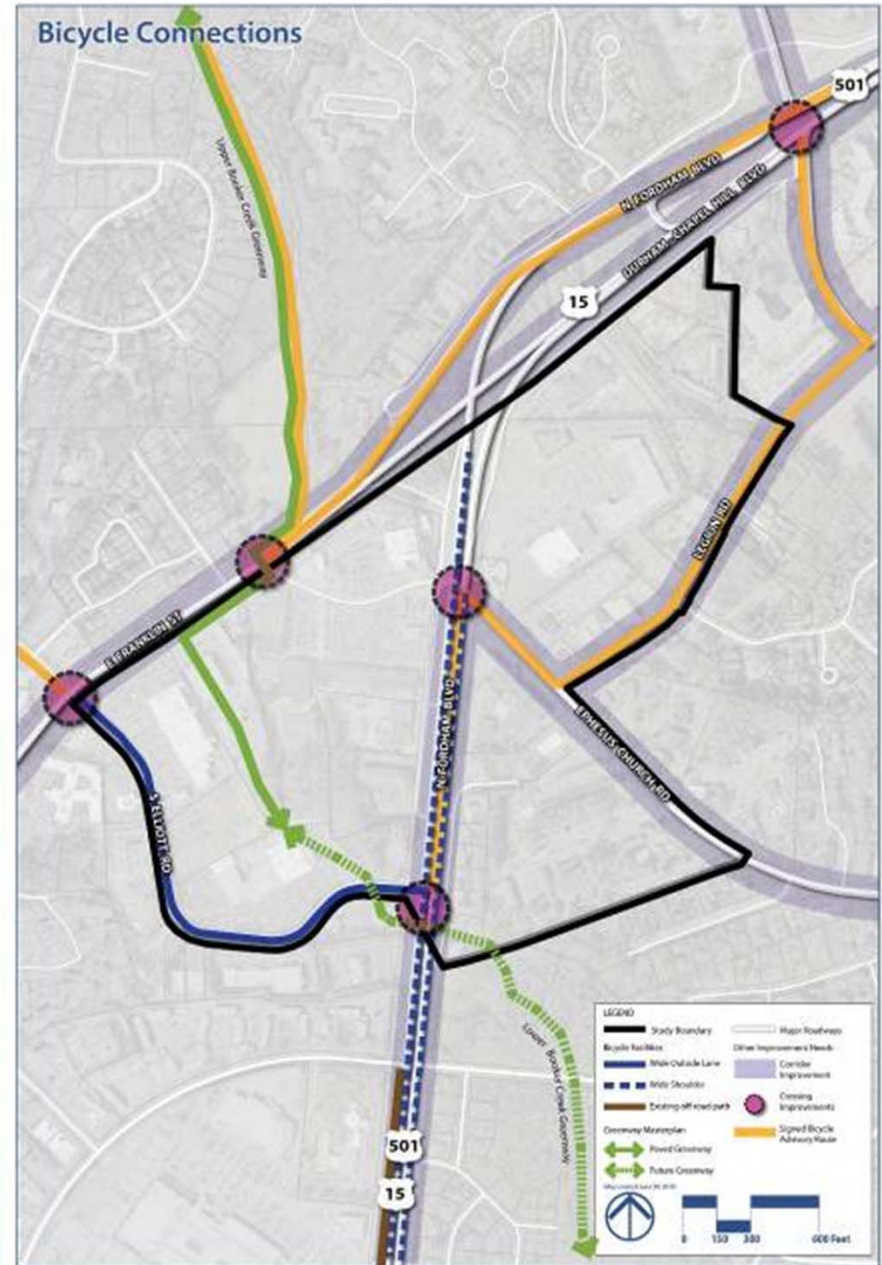 Bicycle Connections
501
Upper Booker Creek Greenway
N FORDHAM BLVD
DURHAM CHAPEL HILL BLVD
15
LEGION RD
E FRANKLIN ST
N FORDHAM BLVD
EPHESUS CHURCH RD
S ELLIOTT RD
Lower Booker Creek Greenway
501
15
LEGEND
Study Boundary
Major Roadways
Bicycle Facilities
Other Improvement Needs
Wide Outside Lane
Corridor
Improvement
Wide Shoulder
Existing off road path
Crossing
Improvements
Greenway Masterplan
Signed Bicycle
Advisory Route
Paved Greenway
Future Greenway
0 150 300 600 Feet